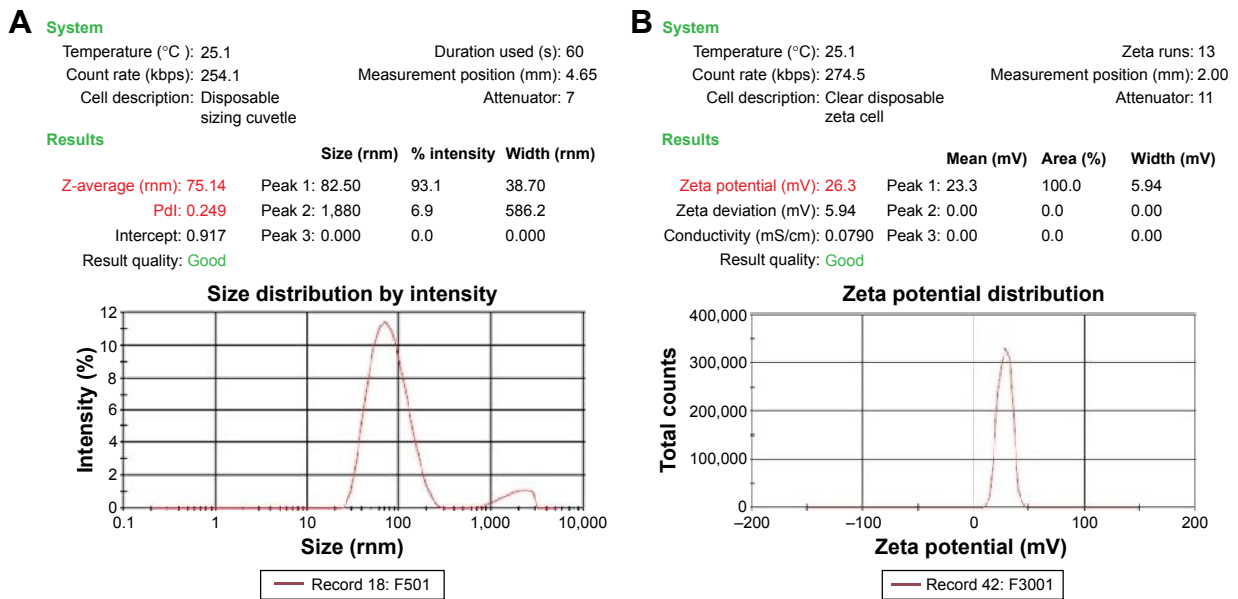 A
System
Temperature (°C ): 25.1 Duration used (s): 60
Count rate (kbps): 254.1 Measurement position (mm): 4.65
Cell description: Disposable Attenuator: 7
sizing cuvetle
Results
Size (rnm) % intensity Width (rnm)
Z-average (rnm): 75.14 Peak 1: 82.50 93.1 38.70
PdI: 0.249 Peak 2: 1,880 6.9 586.2
Intercept: 0.917 Peak 3: 0.000 0.0 0.000
Result quality: Good
Size distribution by intensity
12
10
8
6
4
2
0
Intensity (%)
0.1 1 10 100 1,000 10,000
Size (rnm)
Record 18: F501
B
System
Temperature (°C): 25.1 Zeta runs: 13
Count rate (kbps): 274.5 Measurement position (mm): 2.00
Cell description: Clear disposable Attenuator: 11
zeta cell
Results
Mean (mV) Area (%) Width (mV)
Zeta potential (mV): 26.3 Peak 1: 23.3 100.0 5.94
Zeta deviation (mV): 5.94 Peak 2: 0.00 0.0 0.00
Conductivity (mS/cm): 0.0790 Peak 3: 0.00 0.0 0.00
Result quality: Good
Zeta potential distribution
400,000
300,000
200,000
100,000
0
Total counts
–200 –100 0 100 200
Zeta potential (mV)
Record 42: F3001